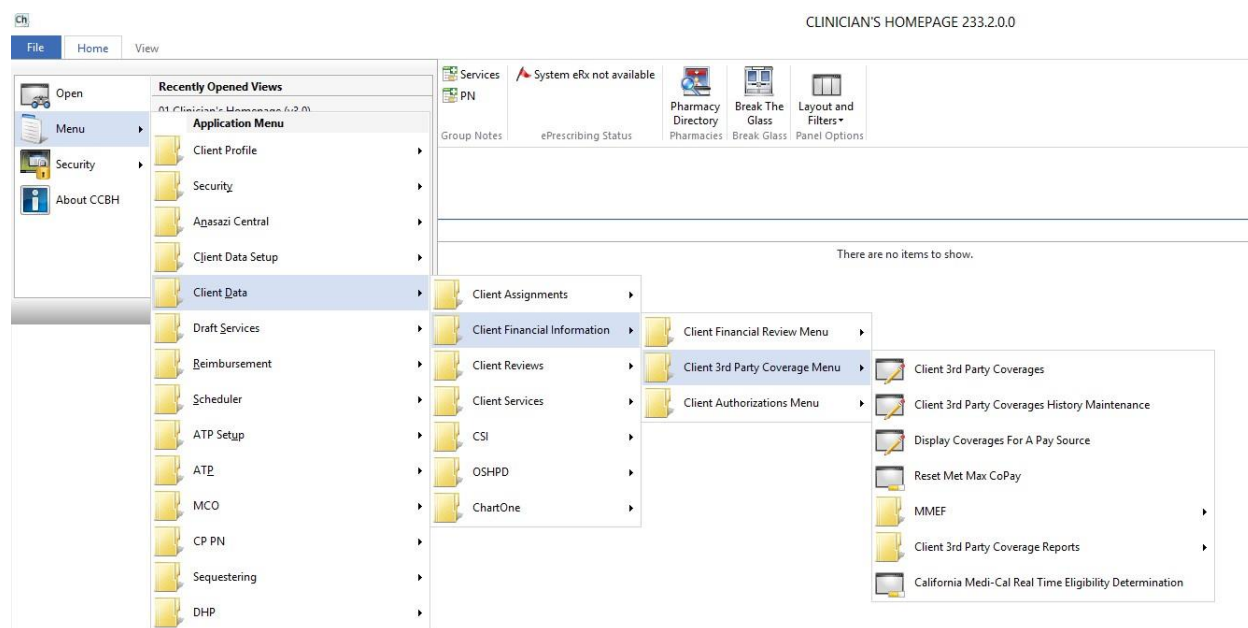 Ch
CLINICIAN'S HOMEPAGE 233.2.0.0
File Home View
Open
Menu
Security
About CCBH
Recently Opened Views
01 Clinician's Homepage (v3.0)
Application Menu
Client Profile
Security
Anasazi Central
Client Data Setup
Client Data
Draft Services
Reimbursement
Scheduler
ATP Setup
ATP
MCO
CP PN
Sequestering
DHP
Services
PN
Group Notes
System eRx not available
ePrescribing Status
Pharmacy
Directory
Pharmacies
Break The
Glass
Break Glass
Layout and
Filters
Panel Options
There are no items to show.
Client Assignments
Client Financial Information
Client Reviews
Client Services
CSI
OSHPD
ChartOne
Client Financial Review Menu
Client 3rd Party Coverage Menu
Client Authorizations Menu
Client 3rd Party Coverages
Client 3rd Party Coverages History Maintenance
Display Coverages For A Pay Source
Reset Met Max CoPay
MMEF
Client 3rd Party Coverage Reports
California Medi-Cal Real Time Eligibility Determination